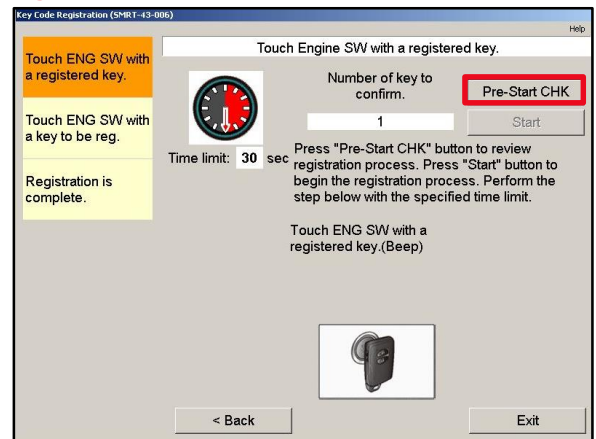 Key Code Registration (SMRT-43-006)
Help
Touch ENG SW with
a registered key.
Touch ENG SW with
a key to be reg.
Registration is
complete.
Touch Engine SW with a registered key.
Number of key to
confirm.
Pre-Start CHK
1
Start
Time limit: 30 sec
Press "Pre-Start CHK" button to review
registration process. Press "Start" button to
begin the registration process. Perform the
step below with the specified time limit.
Touch ENG SW with a
registered key.(Beep)
< Back
Exit